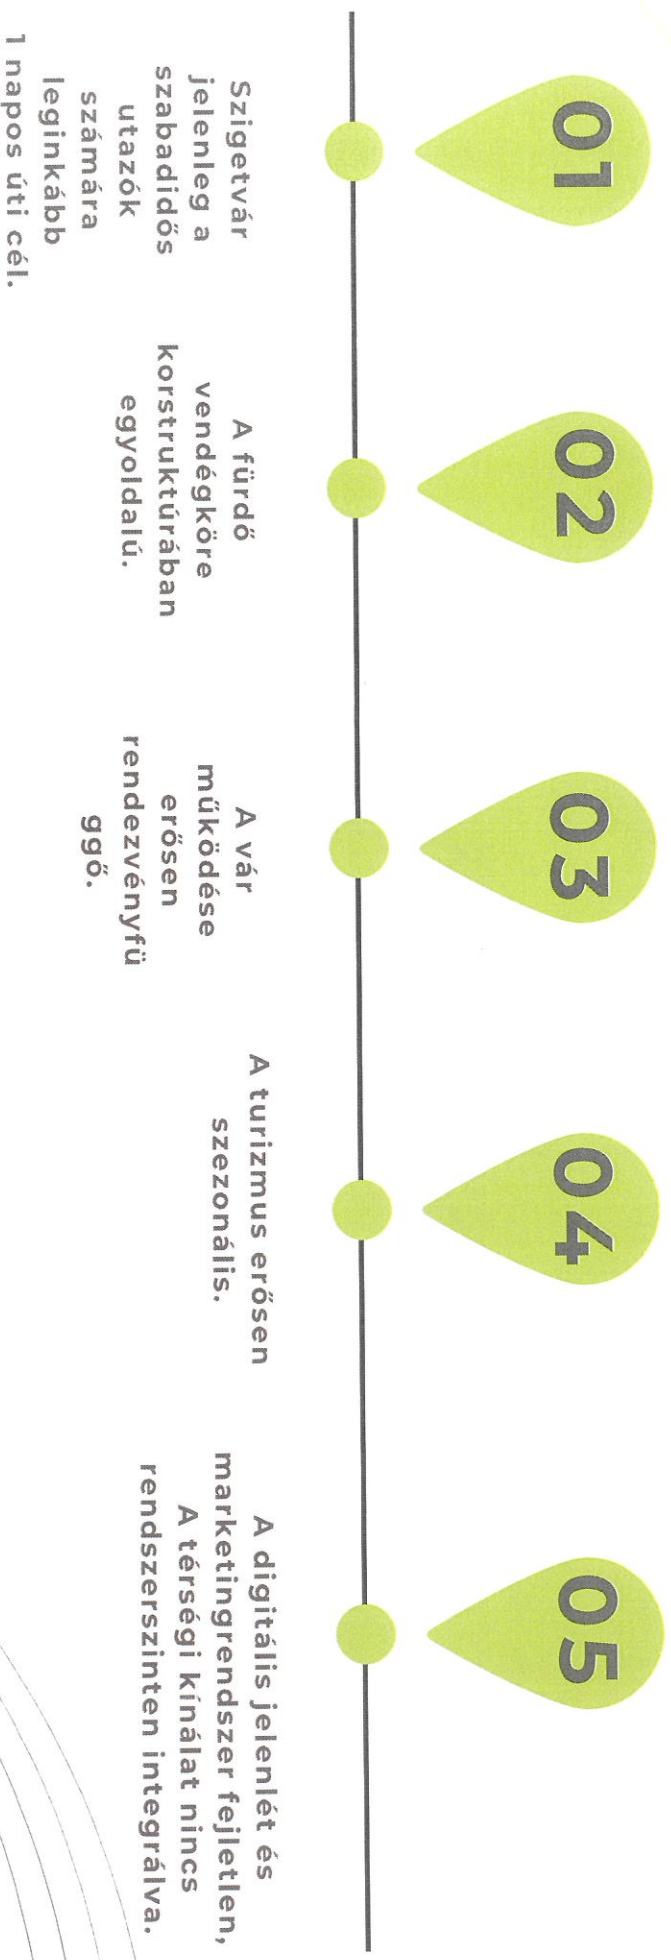 01
Szigetvár
jelenleg a
szabadidős
utazók
számára
leginkább
1 napos úti cél.
02
A fürdő
vendégköre
korstruktúrában
egyoldalú.
03
A vár
működése
erősen
rendezvényfü
ggő.
04
A turizmus erősen
szezonális.
05
A digitális jelenlét és
marketingrendszer fejletlen,
A térségi kínálat nincs
rendszerszinten integrálva.